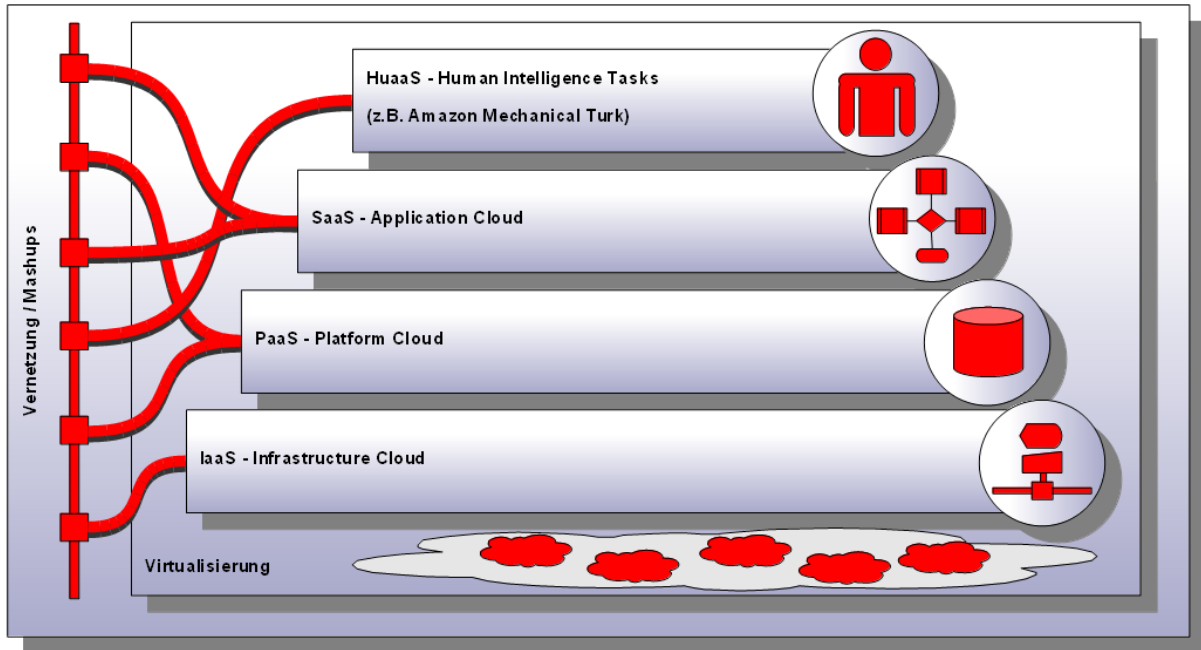 HuaaS - Human Intelligence Tasks
(z.B. Amazon Mechanical Turk)
SaaS - Application Cloud
PaaS - Platform Cloud
IaaS - Infrastructure Cloud
Virtualisierung
Vernetzung / Mashups